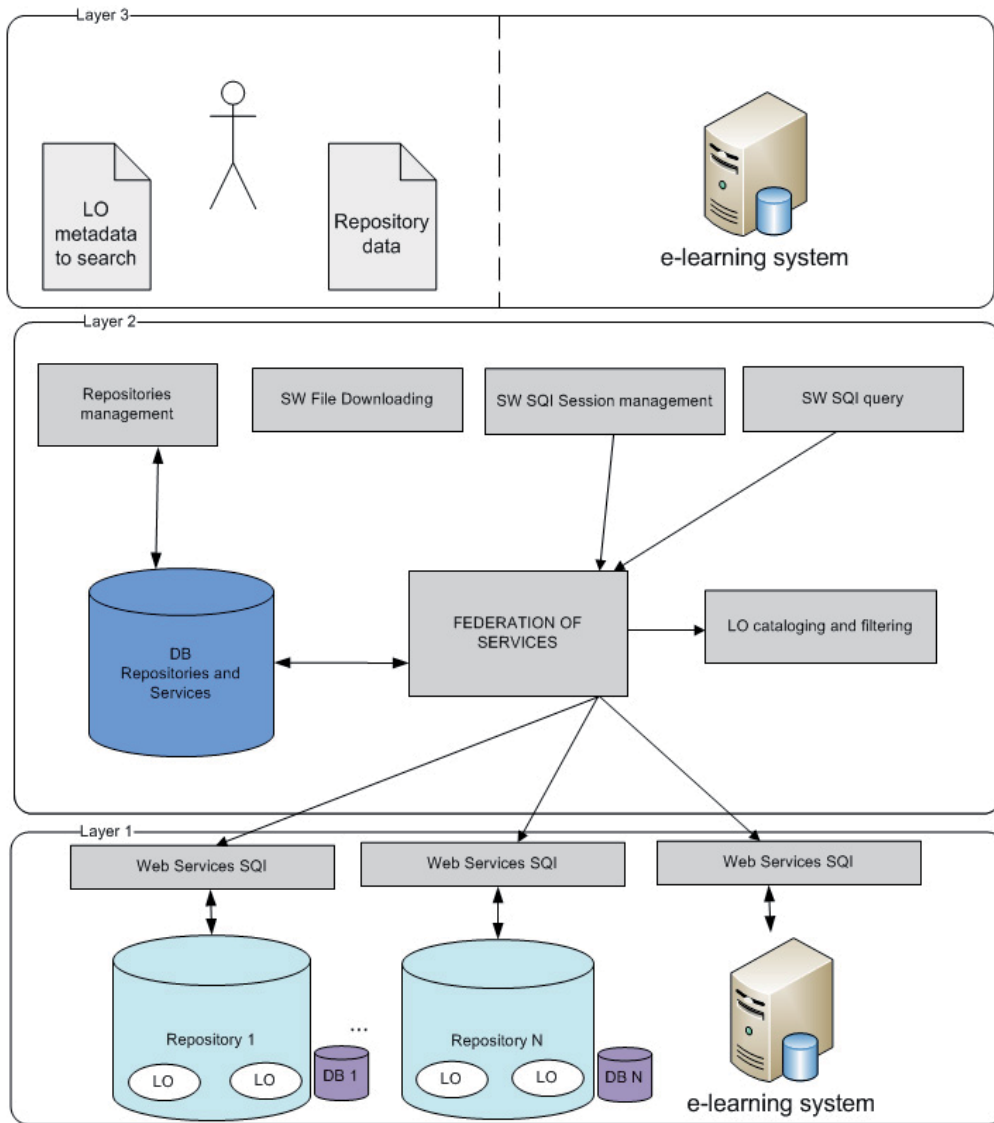 Layer 3
LO
metadata
to search
Repository
data
e-learning system
Layer 2
Repositories
management
SW File Downloading
SW SQI Session management
SW SQI query
DB
Repositories and
Services
FEDERATION OF
SERVICES
LO cataloging and filtering
Layer 1
Web Services SQI
Web Services SQI
Web Services SQI
Repository 1
LO
LO
DB 1
...
Repository N
LO
LO
DB N
e-learning system